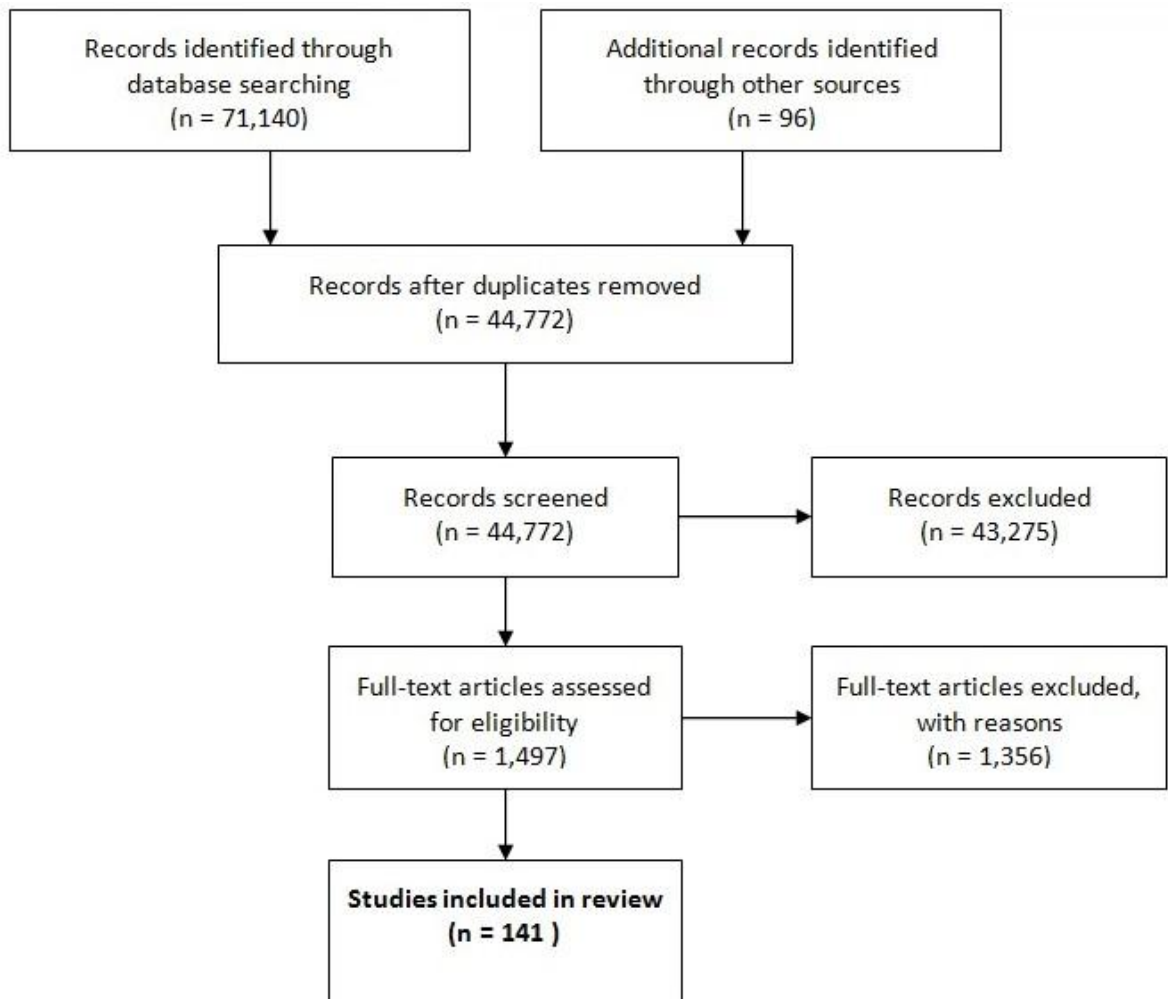 Records identified through
database searching
(n = 71,140)
Additional records identified
through other sources
(n = 96)
Records after duplicates removed
(n = 44,772)
Records screened
(n = 44,772)
Records excluded
(n = 43,275)
Full-text articles assessed
for eligibility
(n = 1,497)
Full-text articles excluded,
with reasons
(n = 1,356)
Studies included in review
(n = 141 )